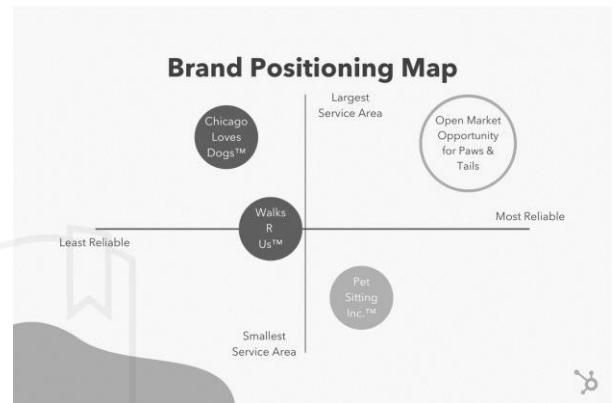 Brand Positioning Map
Largest
Service Area
Chicago
Loves
Dogs™
Open Market
Opportunity
for Paws &
Tails
Walks
R
Us™
Most Reliable
Least Reliable
Pet
Sitting
Inc.™
Smallest
Service Area